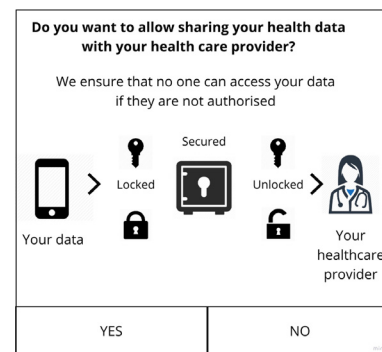 Do you want to allow sharing your health data
with your health care provider?
We ensure that no one can access your data
if they are not authorised
Secured
Locked
Unlocked
Your data
Your
healthcare
provider
YES
NO